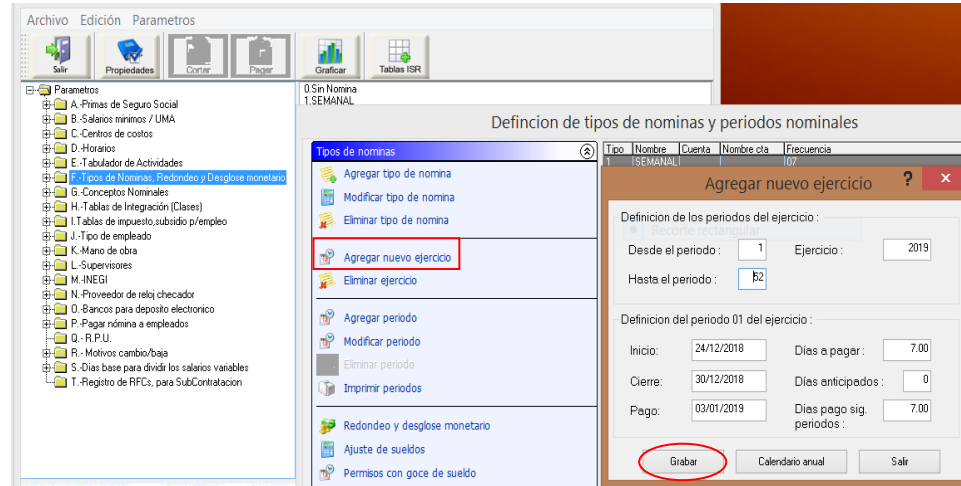 Archivo Edición Parametros
Salir Propiedades Cortar Pegar Graficar Tablas ISR
Parametros
A.-Primas de Seguro Social
B.-Salarios minimos / UMA
C.-Centros de costos
D.-Horarios
E.-Tabulador de Actividades
F.-Tipos de Nominas, Redondeo y Desglose monetario
G.-Conceptos Nominales
H.-Tablas de Integración (Clases)
I.Tablas de impuesto,subsidio p/empleo
J.-Tipo de empleado
K.-Mano de obra
L.-Supervisores
M.-INEGI
N.-Proveedor de reloj checador
O.-Bancos para deposito electronico
P.-Pagar nómina a empleados
Q.- R.P.U.
R.- Motivos cambio/baja
S.-Dias base para dividir los salarios variables
T.-Registro de RFCs, para SubContratacion
0.Sin Nomina
1.SEMANAL
Defincion de tipos de nominas y periodos nominales
Tipos de nominas
Agregar tipo de nomina
Modificar tipo de nomina
Eliminar tipo de nomina
Agregar nuevo ejercicio
Eliminar ejercicio
Agregar periodo
Modificar periodo
Eliminar periodo
Imprimir periodos
Redondeo y desglose monetario
Ajuste de sueldos
Permisos con goce de sueldo
Tipo Nombre Cuenta Nombre cta Frecuencia
1 SEMANAL 07
Agregar nuevo ejercicio ? ×
Definicion de los periodos del ejercicio :
Recorte rectangular
Desde el periodo : 1 Ejercicio : 2019
Hasta el periodo : 52
Definicion del periodo 01 del ejercicio :
Inicio: 24/12/2018 Días a pagar : 7.00
Cierre: 30/12/2018 Días anticipados : 0
Pago: 03/01/2019 Dias pago sig. 7.00
periodos :
Grabar Calendario anual Salir